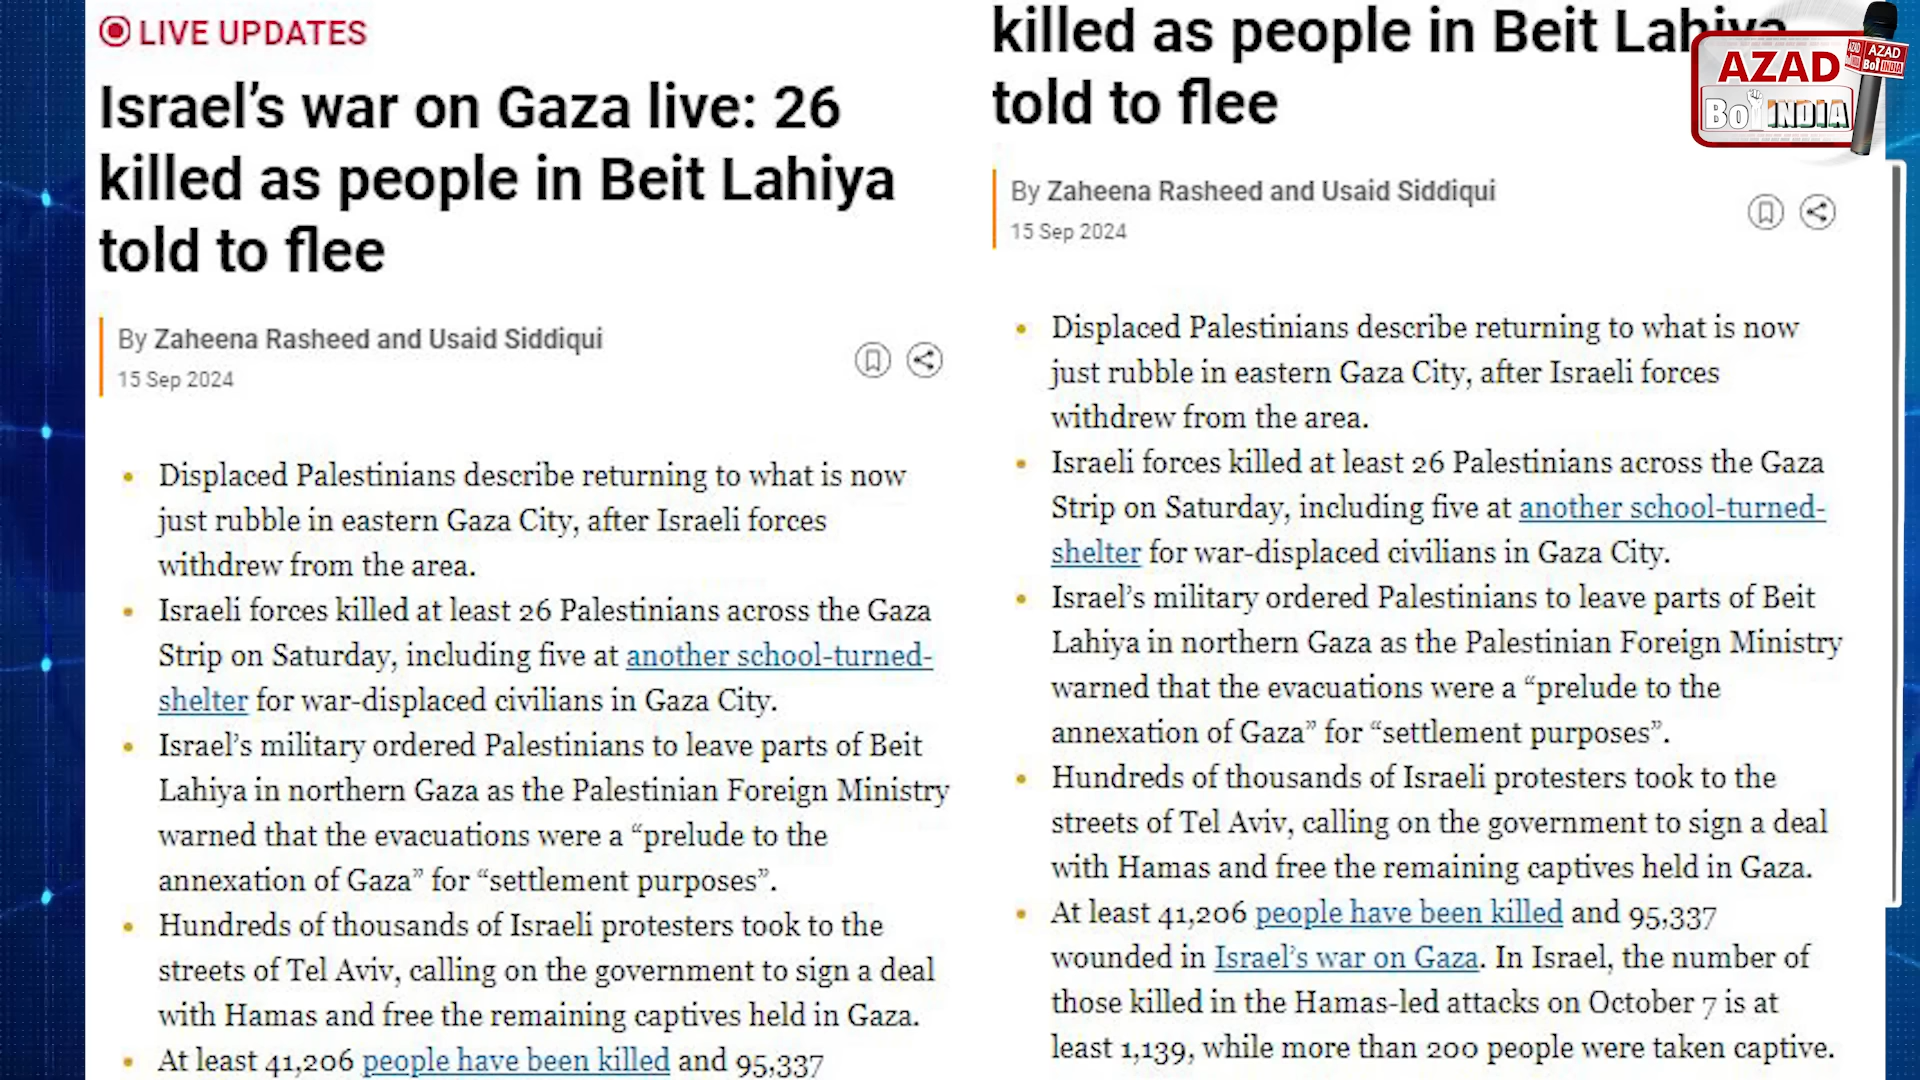 LIVE UPDATES
Israel’s war on Gaza live: 26
killed as people in Beit Lahiya
told to flee
By Zaheena Rasheed and Usaid Siddiqui
15 Sep 2024
• Displaced Palestinians describe returning to what is now
just rubble in eastern Gaza City, after Israeli forces
withdrew from the area.
• Israeli forces killed at least 26 Palestinians across the Gaza
Strip on Saturday, including five at another school-turned-
shelter for war-displaced civilians in Gaza City.
• Israel’s military ordered Palestinians to leave parts of Beit
Lahiya in northern Gaza as the Palestinian Foreign Ministry
warned that the evacuations were a “prelude to the
annexation of Gaza” for “settlement purposes”.
• Hundreds of thousands of Israeli protesters took to the
streets of Tel Aviv, calling on the government to sign a deal
with Hamas and free the remaining captives held in Gaza.
• At least 41,206 people have been killed and 95,337
killed as people in Beit Lahiya
told to flee
By Zaheena Rasheed and Usaid Siddiqui
15 Sep 2024
• Displaced Palestinians describe returning to what is now
just rubble in eastern Gaza City, after Israeli forces
withdrew from the area.
• Israeli forces killed at least 26 Palestinians across the Gaza
Strip on Saturday, including five at another school-turned-
shelter for war-displaced civilians in Gaza City.
• Israel’s military ordered Palestinians to leave parts of Beit
Lahiya in northern Gaza as the Palestinian Foreign Ministry
warned that the evacuations were a “prelude to the
annexation of Gaza” for “settlement purposes”.
• Hundreds of thousands of Israeli protesters took to the
streets of Tel Aviv, calling on the government to sign a deal
with Hamas and free the remaining captives held in Gaza.
• At least 41,206 people have been killed and 95,337
wounded in Israel’s war on Gaza. In Israel, the number of
those killed in the Hamas-led attacks on October 7 is at
least 1,139, while more than 200 people were taken captive.
AZAD
Bol INDIA
AZAD
Bol INDIA